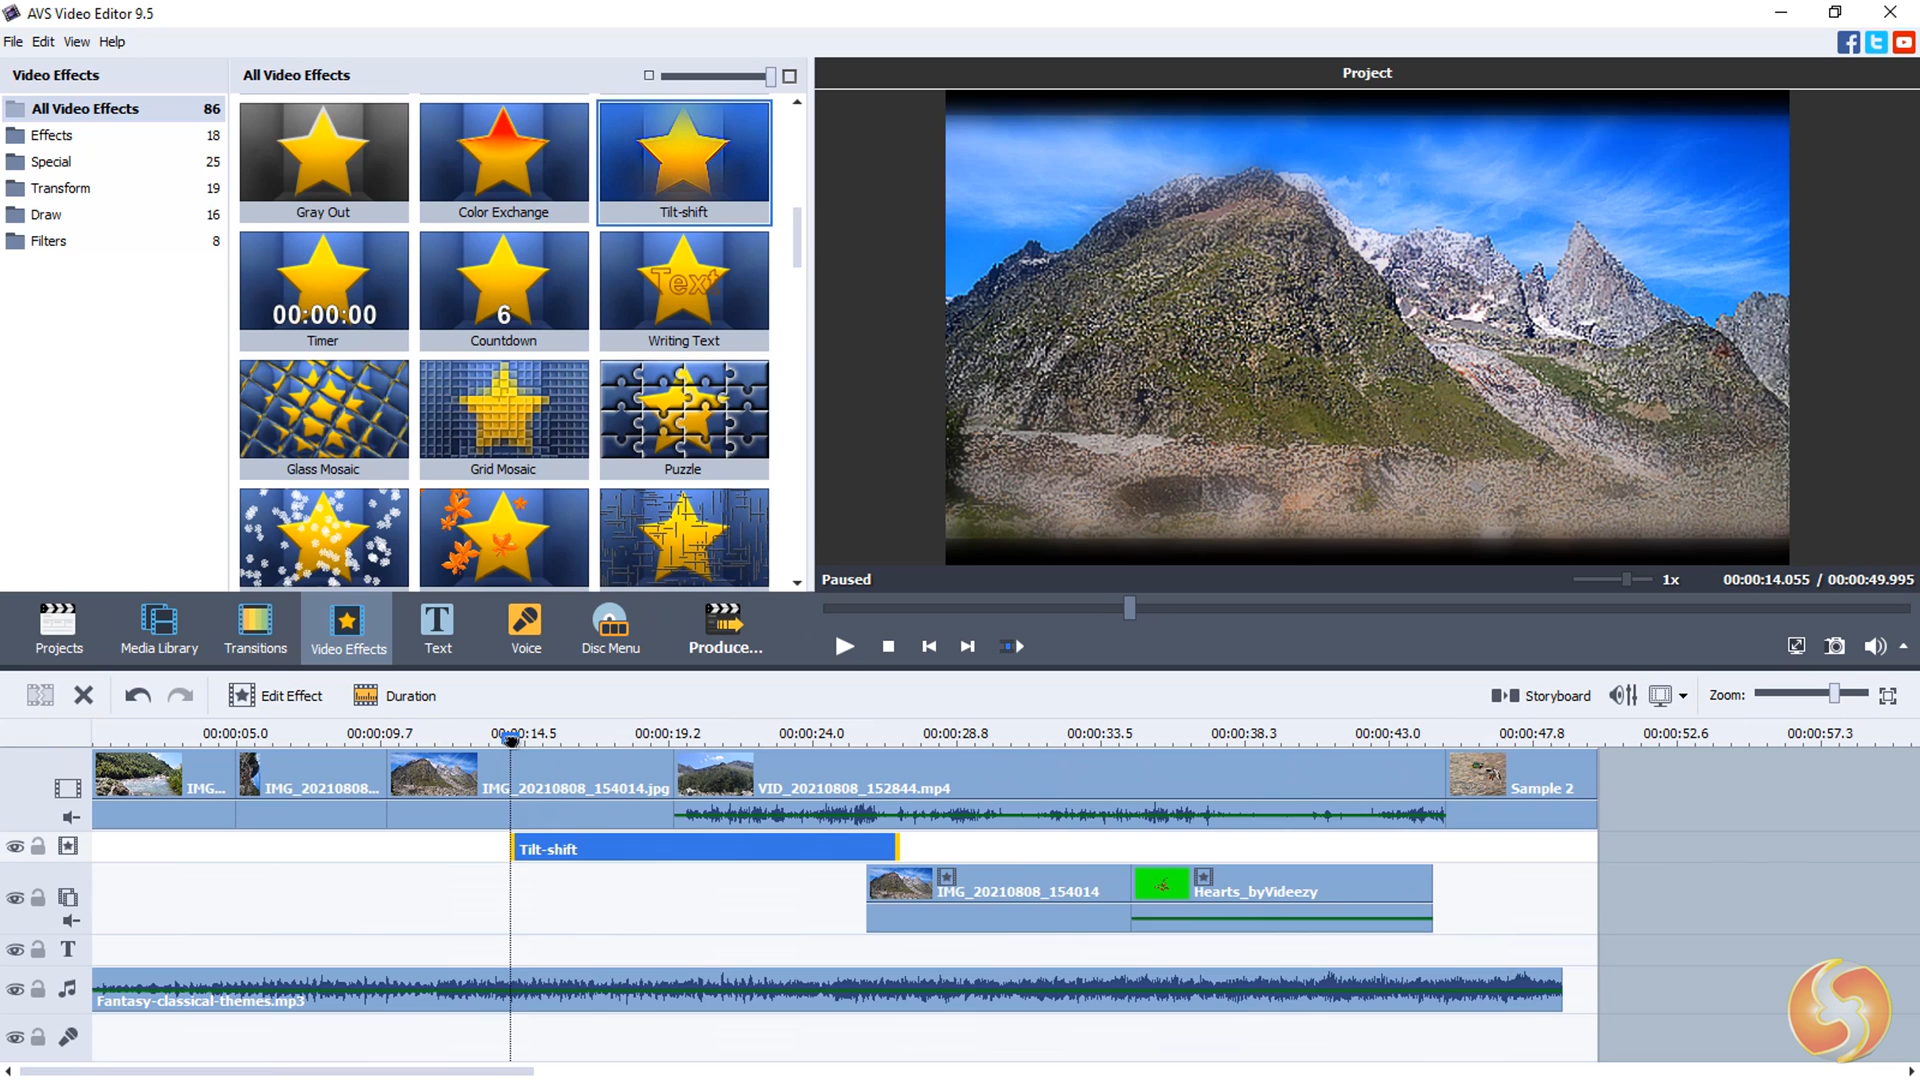 AVS Video Editor 9.5
File Edit View Help
Video Effects
All Video Effects 86
Effects 18
Special 25
Transform 19
Draw 16
Filters 8
All Video Effects
Gray Out
Color Exchange
Tilt-shift
00:00:00
Timer
6
Countdown
Text
Writing Text
Glass Mosaic
Grid Mosaic
Puzzle
Project
Paused
1x
00:00:14.055 / 00:00:49.995
Projects
Media Library
Transitions
Video Effects
T
Text
Voice
Disc Menu
Produce...
Edit Effect
Duration
Storyboard
Zoom:
00:00:05.0 00:00:09.7 00:00:14.5 00:00:19.2 00:00:24.0 00:00:28.8 00:00:33.5 00:00:38.3 00:00:43.0 00:00:47.8 00:00:52.6 00:00:57.3
IMG... IMG_20210808... IMG_20210808_154014.jpg VID_20210808_152844.mp4 Sample 2
Tilt-shift
IMG_20210808_154014 Hearts_byVideezy
T
Fantasy-classical-themes.mp3